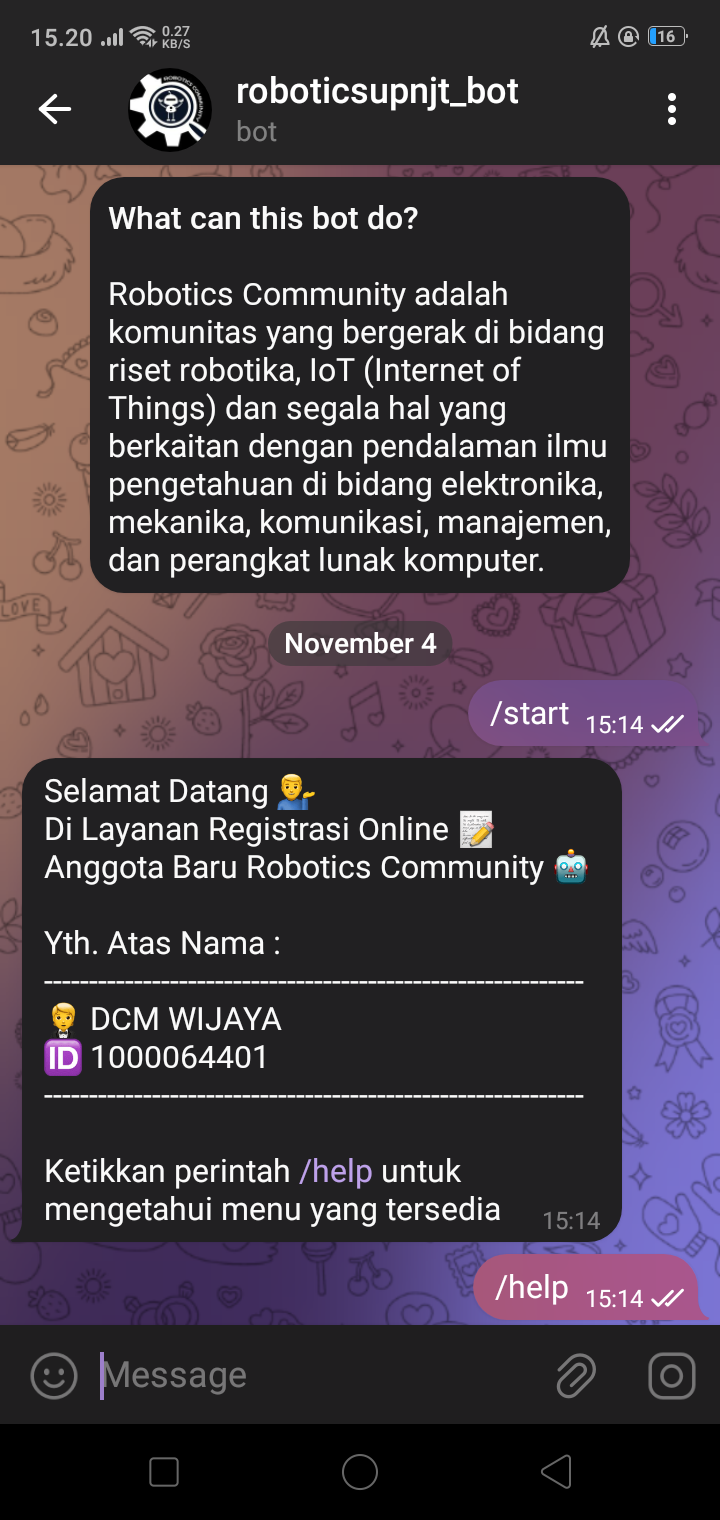 15.20
0.27
KB/S
16
ROBOTICS COMMUNITY
roboticsupnjt_bot
bot
What can this bot do?
Robotics Community adalah
komunitas yang bergerak di bidang
riset robotika, IoT (Internet of
Things) dan segala hal yang
berkaitan dengan pendalaman ilmu
pengetahuan di bidang elektronika,
mekanika, komunikasi, manajemen,
dan perangkat lunak komputer.
LOVE
November 4
/start 15:14
Selamat Datang 💁‍♂️
Di Layanan Registrasi Online 📝
Anggota Baru Robotics Community 🤖
Yth. Atas Nama :
------------------------------------------------------------
🤵 DCM WIJAYA
🆔 1000064401
------------------------------------------------------------
Ketikkan perintah /help untuk
mengetahui menu yang tersedia 15:14
/help 15:14
Message